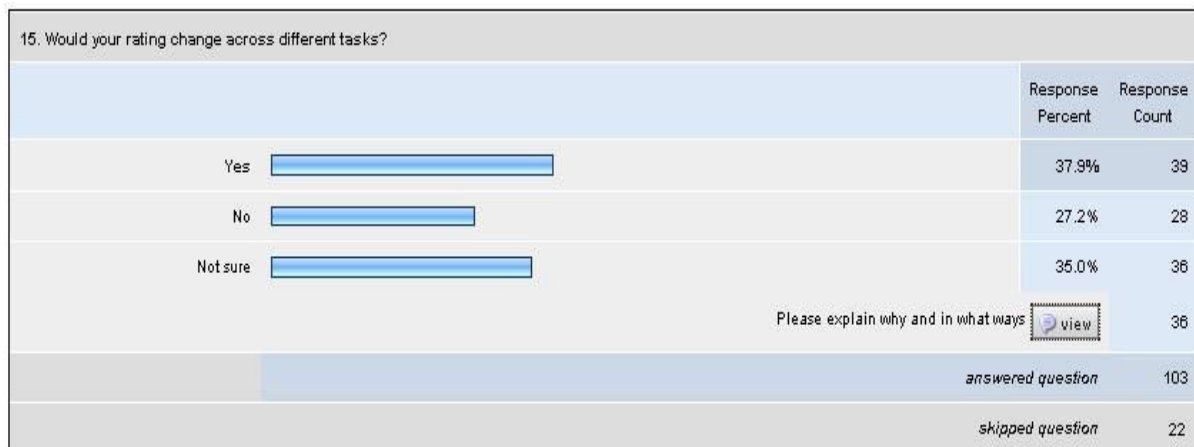 15. Would your rating change across different tasks?
Response Percent Response Count
Yes 37.9% 39
No 27.2% 28
Not sure 35.0% 36
Please explain why and in what ways view 36
answered question 103
skipped question 22